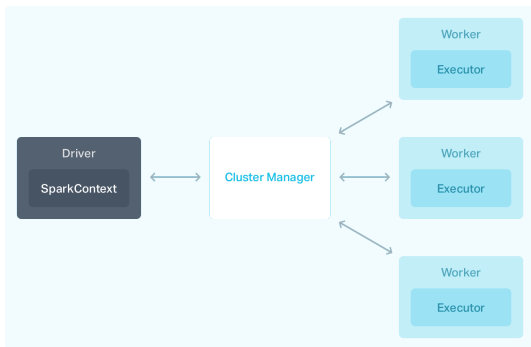 Worker
Executor
Driver
SparkContext
Cluster Manager
Worker
Executor
Worker
Executor